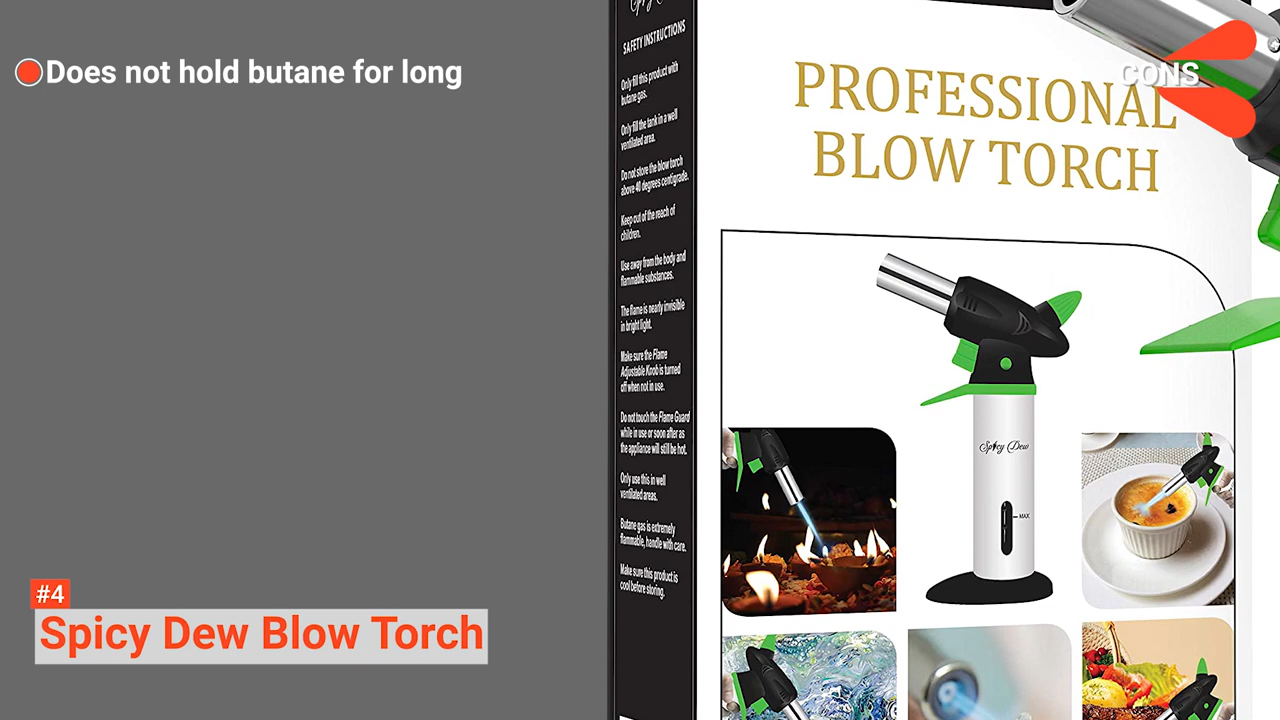 Does not hold butane for long
CONS
SAFETY INSTRUCTIONS
Only fill this product with
butane gas.
Only fill the tank in a well
ventilated area.
Do not store the blow torch
above 40 degrees centigrade.
Keep out of the reach of
children.
Use away from the body and
flammable substances.
The flame is nearly invisible
in bright light.
Make sure the Flame
Adjustable Knob is turned
off when not in use.
Do not touch the Flame Guard
while in use or soon after as
the appliance will still be hot.
Only use this in well
ventilated areas.
Butane gas is extremely
flammable, handle with care.
Make sure this product is
cool before storing.
PROFESSIONAL
BLOW TORCH
Spicy Dew
MAX
#4
Spicy Dew Blow Torch